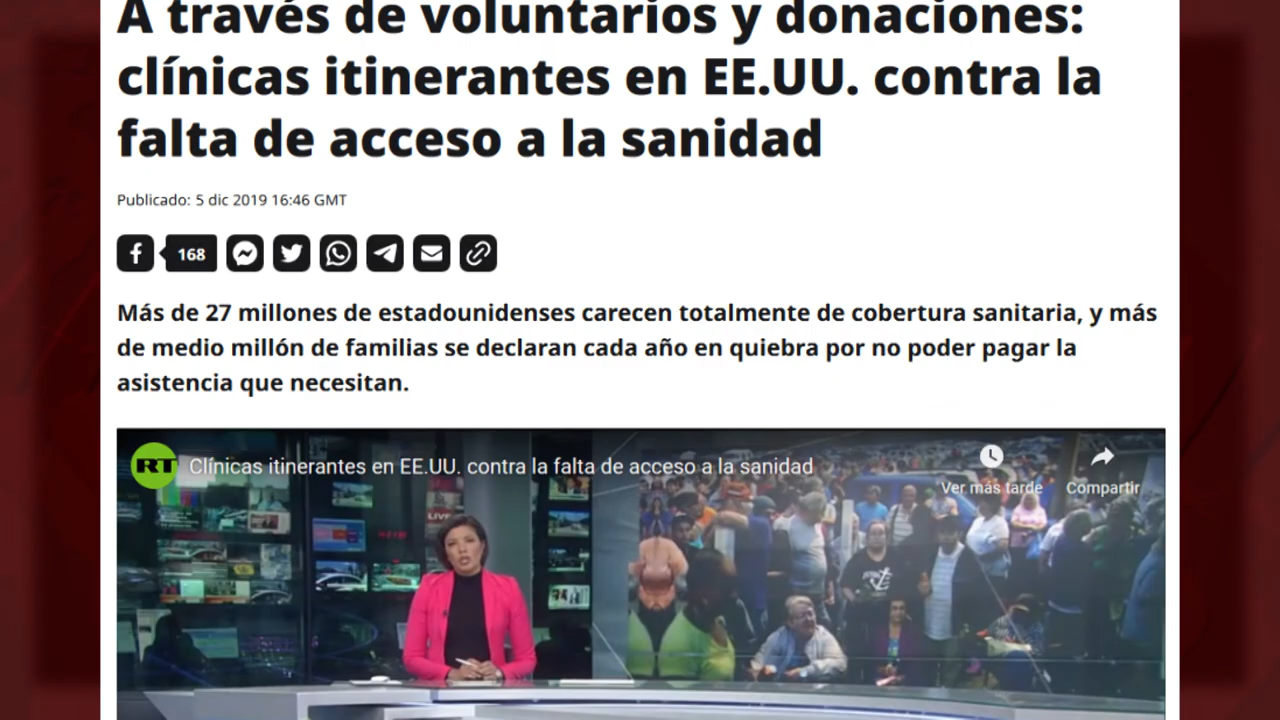 A través de voluntarios y donaciones:
clínicas itinerantes en EE.UU. contra la
falta de acceso a la sanidad
Publicado: 5 dic 2019 16:46 GMT
168
Más de 27 millones de estadounidenses carecen totalmente de cobertura sanitaria, y más
de medio millón de familias se declaran cada año en quiebra por no poder pagar la
asistencia que necesitan.
RT Clínicas itinerantes en EE.UU. contra la falta de acceso a la sanidad
Ver más tarde Compartir
LIVE